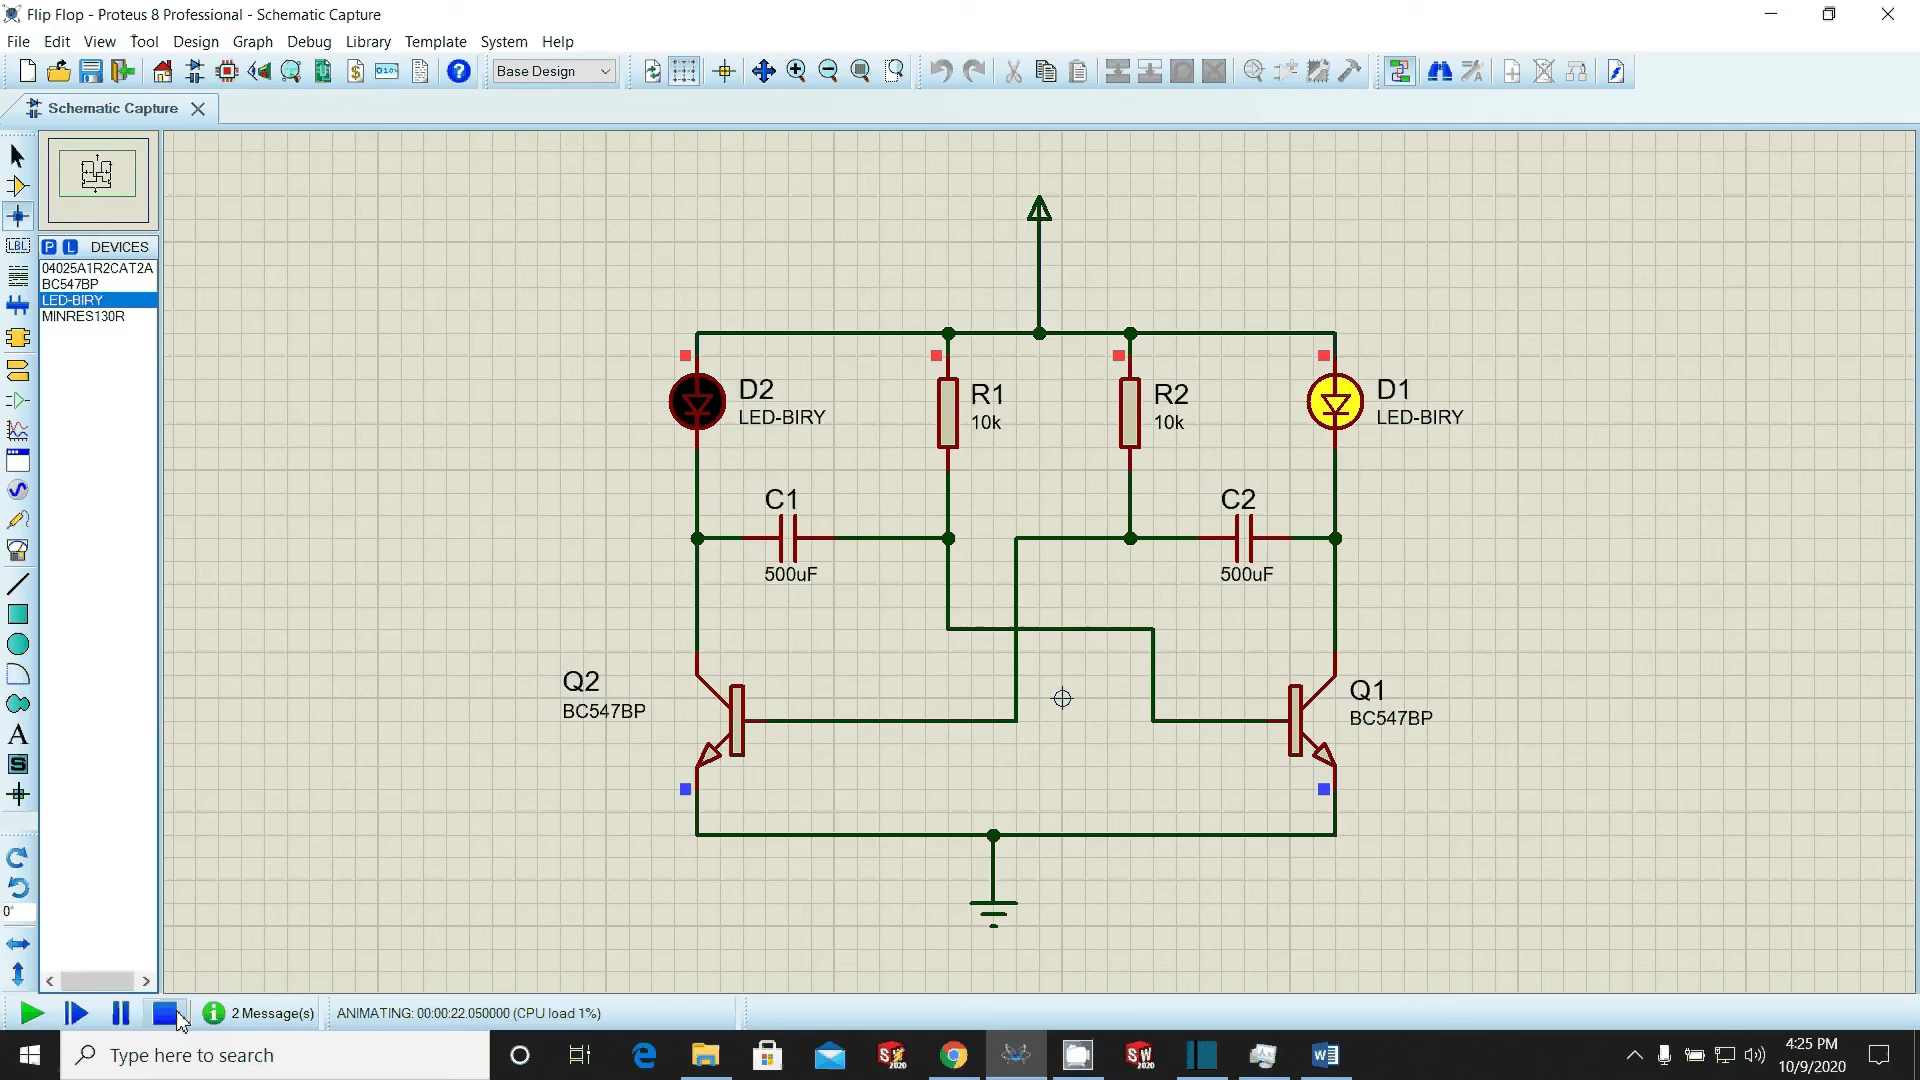 Flip Flop - Proteus 8 Professional - Schematic Capture
File Edit View Tool Design Graph Debug Library Template System Help
Base Design
Schematic Capture
P L DEVICES
04025A1R2CAT2A
BC547BP
LED-BIRY
MINRES130R
LBL
A
S
0°
D2
LED-BIRY
R1
10k
R2
10k
D1
LED-BIRY
C1
500uF
C2
500uF
Q2
BC547BP
Q1
BC547BP
2 Message(s)
ANIMATING: 00:00:22.050000 (CPU load 1%)
Type here to search
4:25 PM
10/9/2020